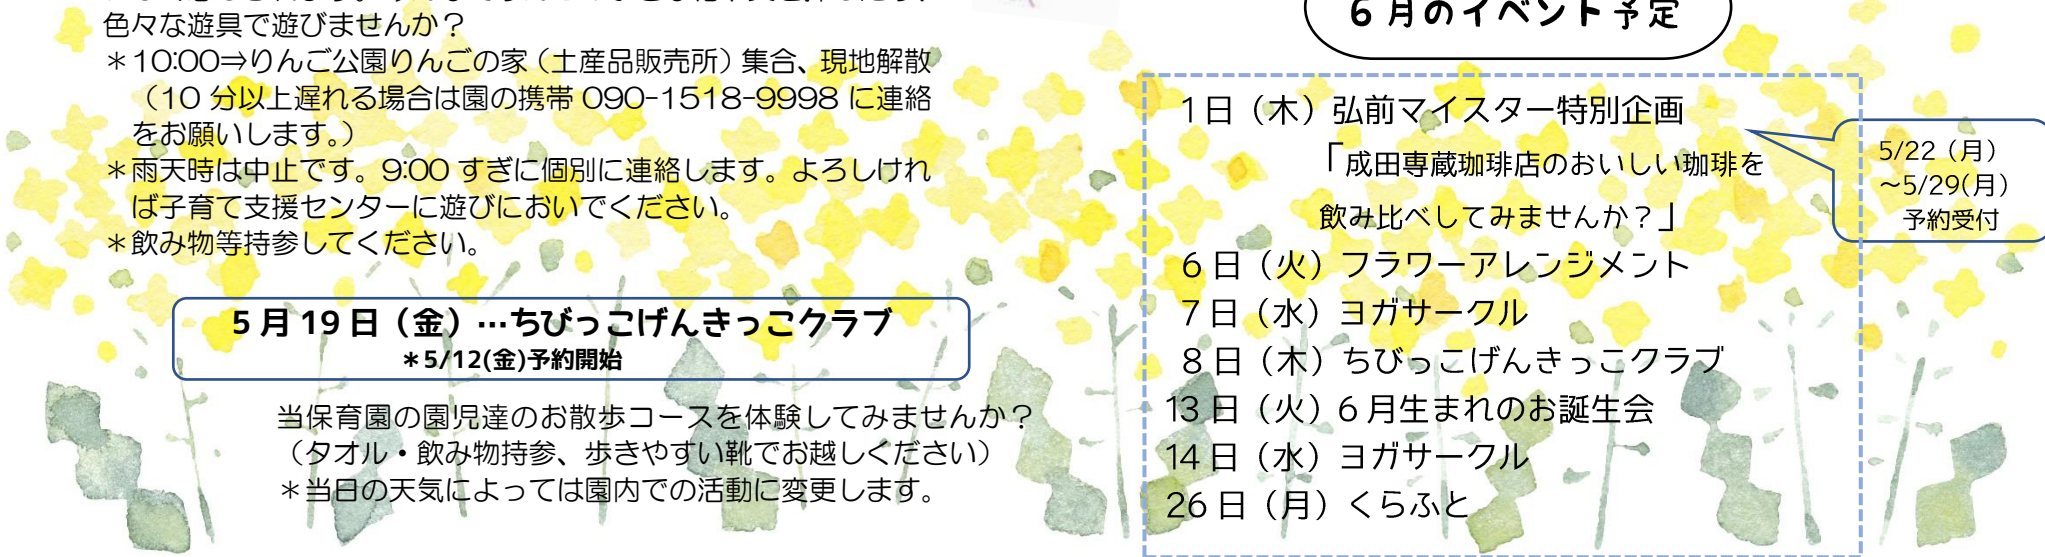 色々な遊具で遊びませんか？
＊10:00⇒りんご公園りんごの家（土産品販売所）集合、現地解散
（10 分以上遅れる場合は園の携帯 090-1518-9998 に連絡
をお願いします。）
＊雨天時は中止です。9:00 すぎに個別に連絡します。よろしけれ
ば子育て支援センターに遊びにおいでください。
＊飲み物等持参してください。
5 月 19 日（金）…ちびっこげんきっこクラブ
＊5/12(金)予約開始
当保育園の園児達のお散歩コースを体験してみませんか？
（タオル・飲み物持参、歩きやすい靴でお越しください）
＊当日の天気によっては園内での活動に変更します。
6 月のイベント予定
1日（木）弘前マイスター特別企画
「成田専蔵珈琲店のおいしい珈琲を
飲み比べしてみませんか？」
5/22（月）
～5/29(月)
予約受付
6 日（火）フラワーアレンジメント
7 日（水）ヨガサークル
8 日（木）ちびっこげんきっこクラブ
13 日（火）6 月生まれのお誕生会
14 日（水）ヨガサークル
26 日（月）くらふと